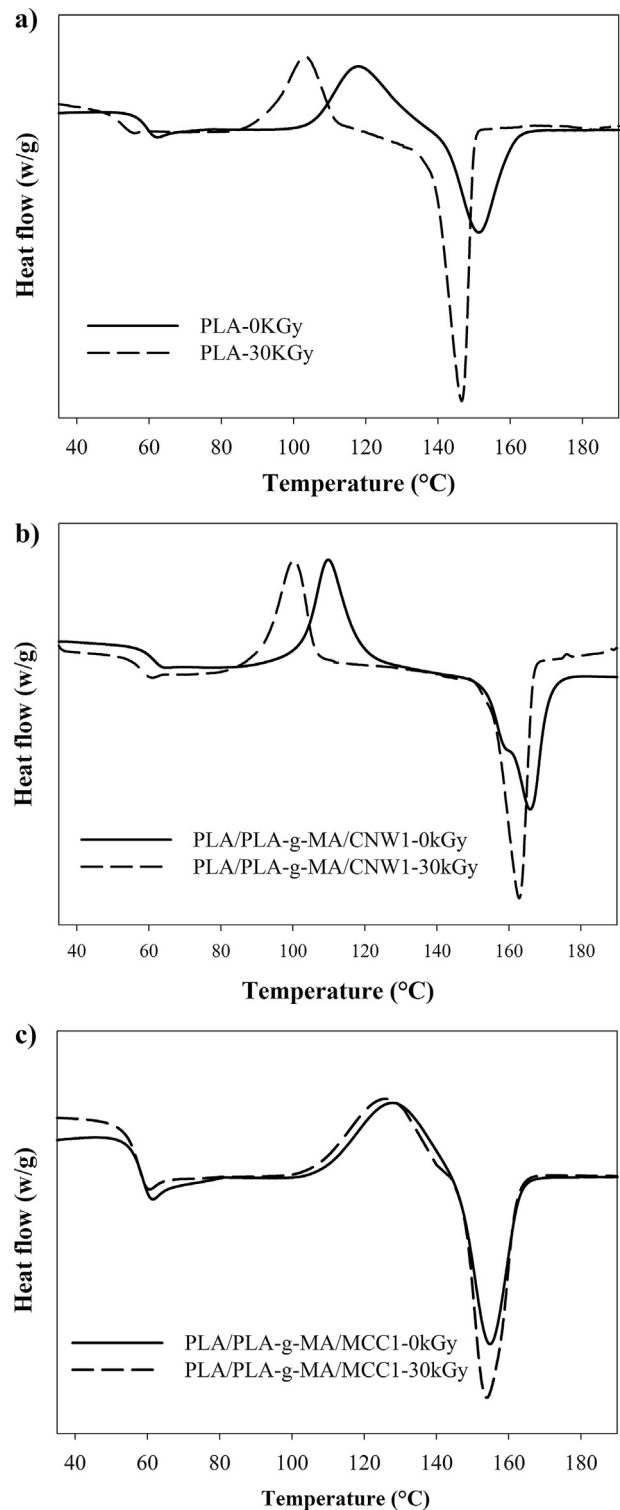 a)
Heat flow (w/g)
PLA-0KGy
PLA-30KGy
40 60 80 100 120 140 160 180
Temperature (°C)
b)
Heat flow (w/g)
PLA/PLA-g-MA/CNW1-0kGy
PLA/PLA-g-MA/CNW1-30kGy
40 60 80 100 120 140 160 180
Temperature (°C)
c)
Heat flow (w/g)
PLA/PLA-g-MA/MCC1-0kGy
PLA/PLA-g-MA/MCC1-30kGy
40 60 80 100 120 140 160 180
Temperature (°C)